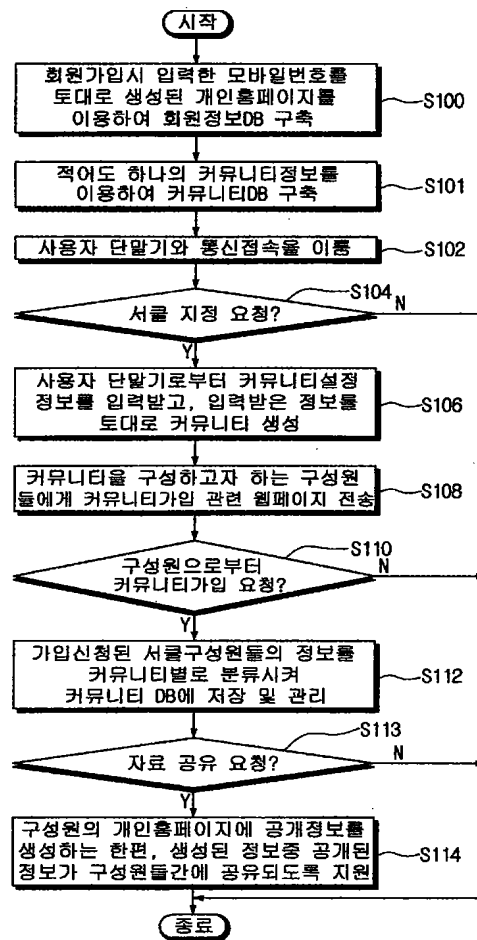 시작
회원가입시 입력한 모바일번호를
토대로 생성된 개인홈페이지를
이용하여 회원정보DB 구축
S100
적어도 하나의 커뮤니티정보를
이용하여 커뮤니티DB 구축
S101
사용자 단말기와 통신접속을 이룸
S102
서클 지정 요청?
S104
N
Y
사용자 단말기로부터 커뮤니티설정
정보를 입력받고, 입력받은 정보를
토대로 커뮤니티 생성
S106
커뮤니티을 구성하고자 하는 구성원
들에게 커뮤니티가입 관련 웹페이지 전송
S108
구성원으로부터
커뮤니티가입 요청?
S110
N
Y
가입신청된 서클구성원들의 정보를
커뮤니티별로 분류시켜
커뮤니티 DB에 저장 및 관리
S112
자료 공유 요청?
S113
N
Y
구성원의 개인홈페이지에 공개정보를
생성하는 한편, 생성된 정보중 공개된
정보가 구성원들간에 공유되도록 지원
S114
종료